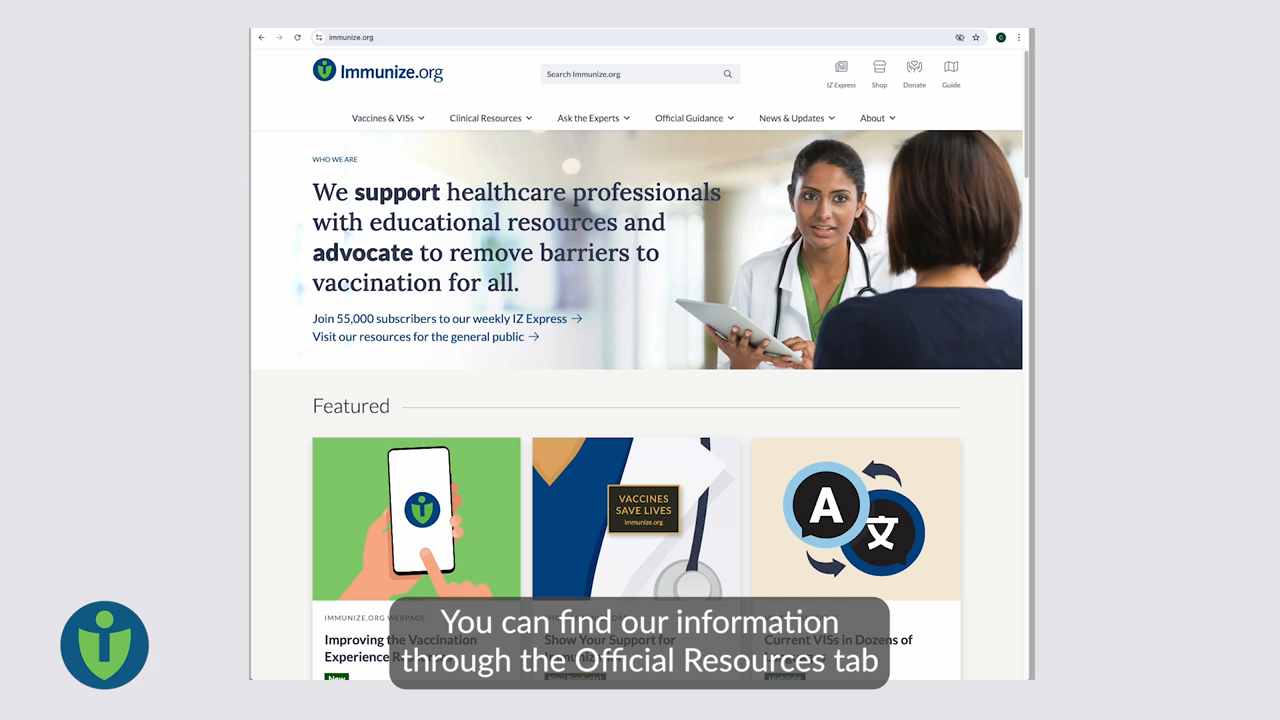 immunize.org
Immunize.org
Search Immunize.org
IZ Express
Shop
Donate
Guide
Vaccines & VISs
Clinical Resources
Ask the Experts
Official Guidance
News & Updates
About
WHO WE ARE
We support healthcare professionals
with educational resources and
advocate to remove barriers to
vaccination for all.
Join 55,000 subscribers to our weekly IZ Express →
Visit our resources for the general public →
Featured
VACCINES
SAVE LIVES
immunize.org
A
文
IMMUNIZE.ORG WEBPAGE
Improving the Vaccination
Experience
New
Show Your Support for
New Products!
Current VISs in Dozens of
Highlight
You can find our information
through the Official Resources tab